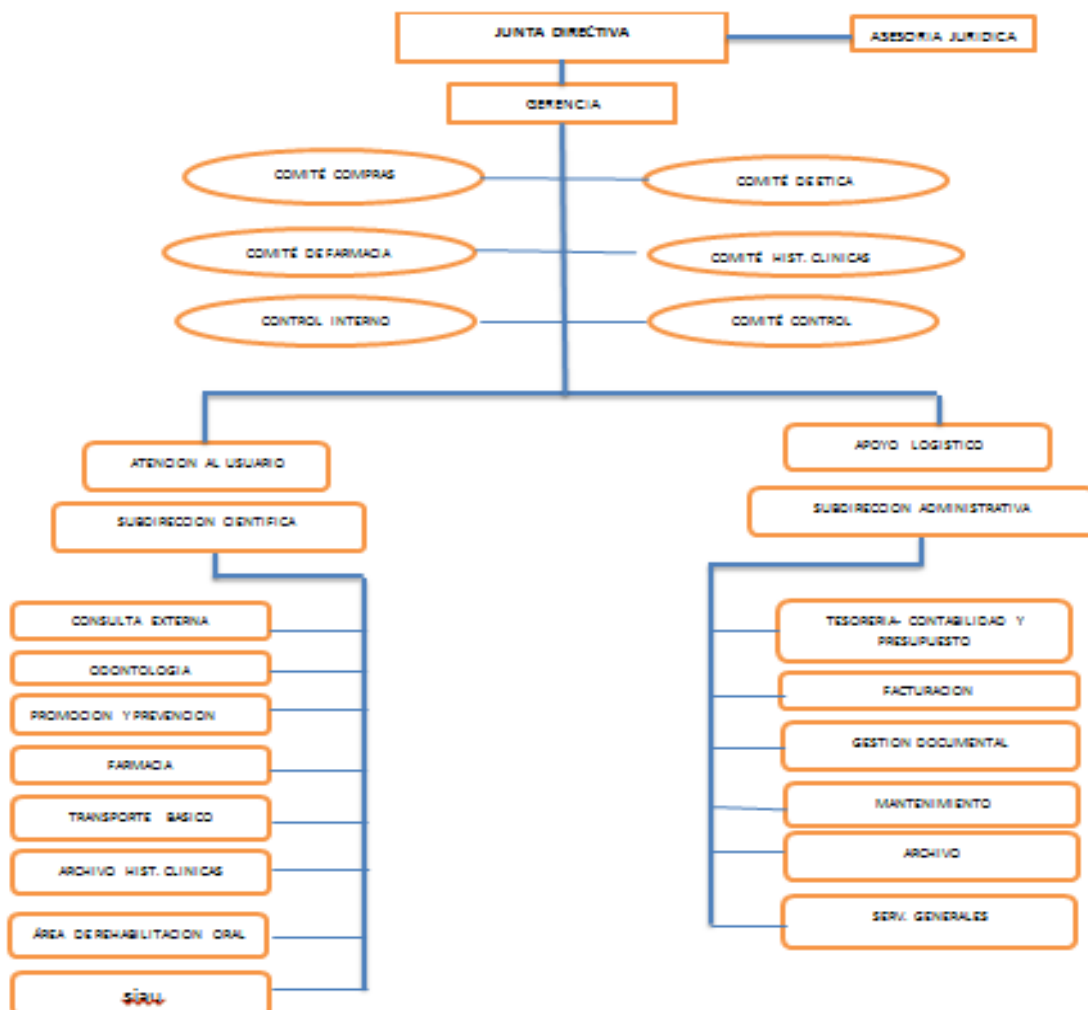 JUNTA DIRECTIVA
ASESORIA JURIDICA
GERENCIA
COMITÉ COMPRAS
COMITÉ DE ETICA
COMITÉ DE FARMACIA
COMITÉ HIST. CLINICAS
CONTROL INTERNO
COMITÉ CONTROL
ATENCION AL USUARIO
APOYO LOGISTICO
SUBDIRECCION CIENTIFICA
SUBDIRECCION ADMINISTRATIVA
CONSULTA EXTERNA
ODONTOLOGIA
PROMOCION Y PREVENCION
FARMACIA
TRANSPORTE BASICO
ARCHIVO HIST. CLINICAS
ÁREA DE REHABILITACION ORAL
TESORERIA- CONTABILIDAD Y
PRESUPUESTO
FACTURACION
GESTION DOCUMENTAL
MANTENIMIENTO
ARCHIVO
SERV. GENERALES